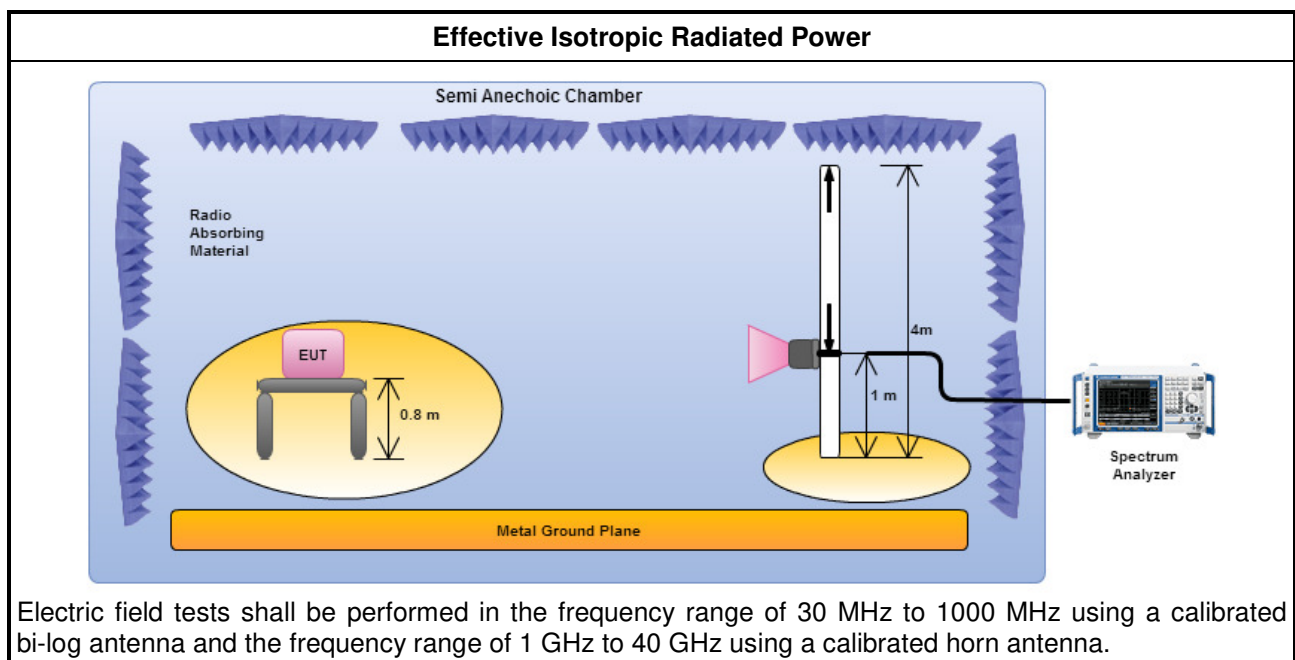 Effective Isotropic Radiated Power
Semi Anechoic Chamber
Radio
Absorbing
Material
EUT
0.8 m
4m
1 m
Spectrum
Analyzer
Metal Ground Plane
Electric field tests shall be performed in the frequency range of 30 MHz to 1000 MHz using a calibrated
bi-log antenna and the frequency range of 1 GHz to 40 GHz using a calibrated horn antenna.